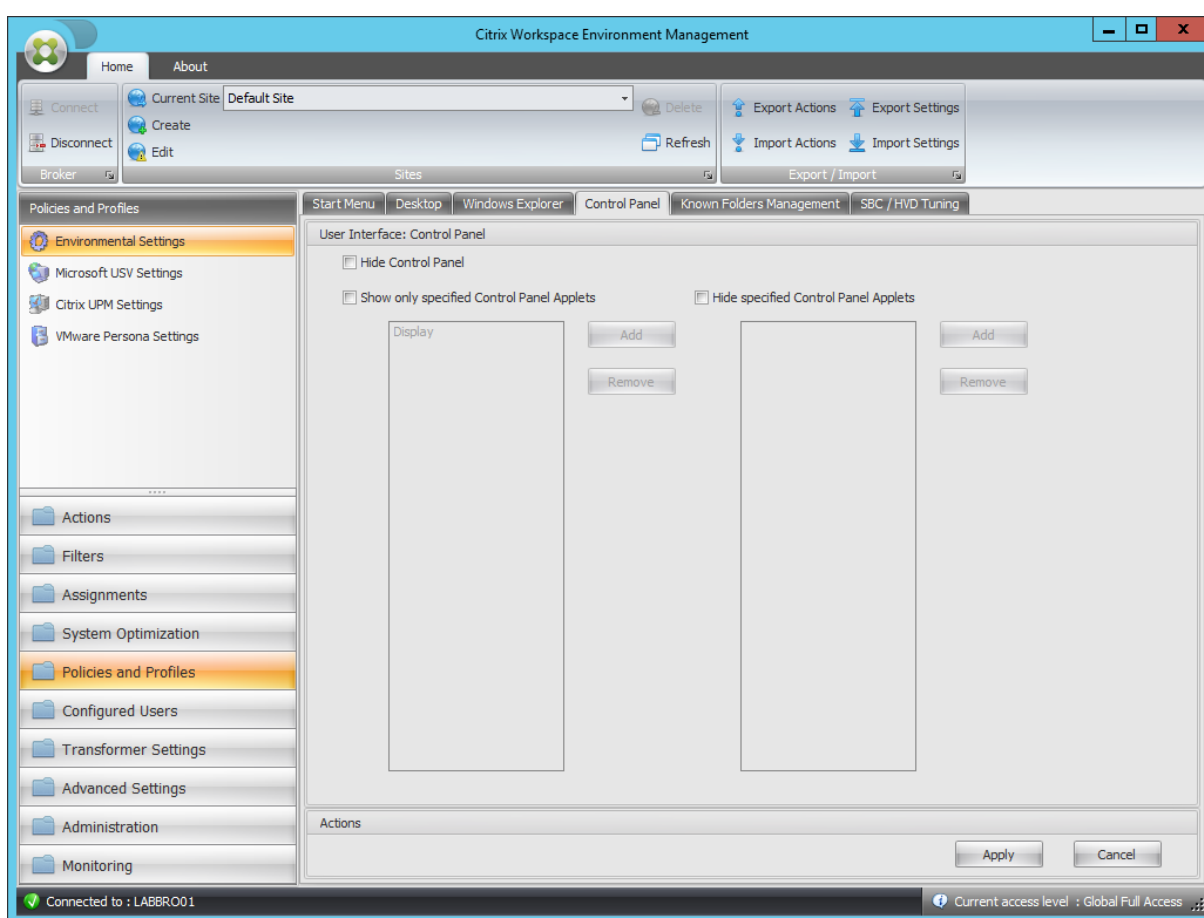 Citrix Workspace Environment Management
Home About
Connect
Disconnect
Broker
Current Site Default Site
Create
Edit
Delete
Refresh
Sites
Export Actions Export Settings
Import Actions Import Settings
Export / Import
Policies and Profiles
Environmental Settings
Microsoft USV Settings
Citrix UPM Settings
VMware Persona Settings
Actions
Filters
Assignments
System Optimization
Policies and Profiles
Configured Users
Transformer Settings
Advanced Settings
Administration
Monitoring
Start Menu Desktop Windows Explorer Control Panel Known Folders Management SBC / HVD Tuning
User Interface: Control Panel
Hide Control Panel
Show only specified Control Panel Applets
Display
Add
Remove
Hide specified Control Panel Applets
Add
Remove
Actions
Apply Cancel
Connected to : LABBRO01
Current access level : Global Full Access